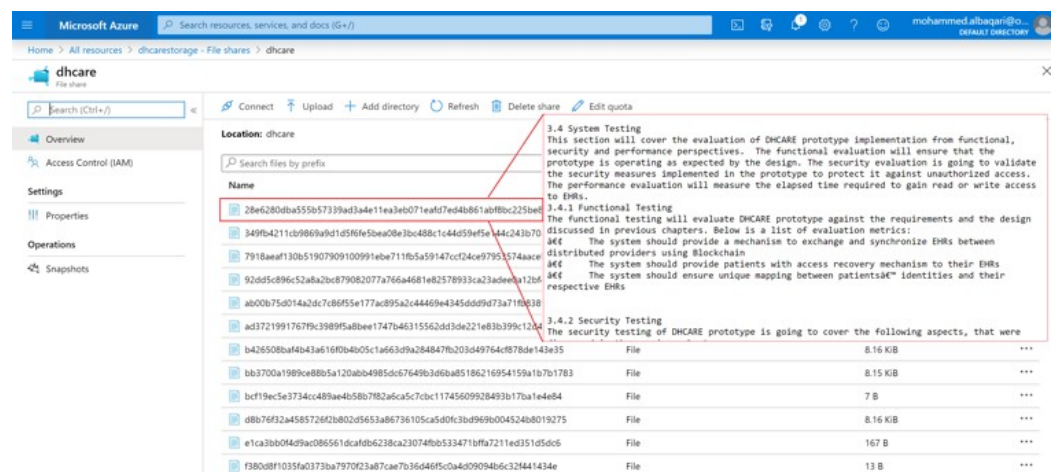 Microsoft Azure
Search resources, services, and docs (G+/)
mohammed.albaqari@o...
DEFAULT DIRECTORY
Home > All resources > dhcarestorage - File shares > dhcare
dhcare
File share
Search (Ctrl+/)
Connect Upload Add directory Refresh Delete share Edit quota
Overview
Access Control (IAM)
Settings
Properties
Operations
Snapshots
Location: dhcare
Search files by prefix
Name
28e6280dba555b57339ad3a4e11ea3eb071eafd7ed4b861abf8bc225be8
349fb4211cb9869a9d1d5f6fe5bea08e3bc488c1c44d59ef5e144c243b70
7918aeaf130b51907909100991ebe711fb5a59147ccf24ce97953574aace
92dd5c896c52a8a2bc879082077a766a4681e82578933ca23adee0a12bf
ab00b75d014a2dc7c86f55e177ac895a2c44469e4345ddd9d73a71fb838
ad3721991767f9c3989f5a8bee1747b46315562dd3de221e83b399c12d4
b426508baf4b43a616f0b4b05c1a663d9a284847fb203d49764cf878de143e35 File 8.16 KiB
bb3700a1989ce88b5a120abb4985dc67649b3d6ba85186216954159a1b7b1783 File 8.15 KiB
bcf19ec5e3734cc489ae4b58b7f82a6ca5c7cbc11745609928493b17ba1e4e84 File 7 B
d8b76f32a4585726f2b802d5653a86736105ca5d0fc3bd969b004524b8019275 File 8.16 KiB
e1ca3bb0f4d9ac086561dcafdb6238ca23074fbb533471bffa7211ed351d5dc6 File 167 B
f380d8f1035fa0373ba7970f23a87cae7b36d46f5c0a4d09094b6c32f441434e File 13 B
3.4 System Testing
This section will cover the evaluation of DHCARE prototype implementation from functional,
security and performance perspectives. The functional evaluation will ensure that the
prototype is operating as expected by the design. The security evaluation is going to validate
the security measures implemented in the prototype to protect it against unauthorized access.
The performance evaluation will measure the elapsed time required to gain read or write access
to EHRs.
3.4.1 Functional Testing
The functional testing will evaluate DHCARE prototype against the requirements and the design
discussed in previous chapters. Below is a list of evaluation metrics:
â€¢ The system should provide a mechanism to exchange and synchronize EHRs between
distributed providers using Blockchain
â€¢ The system should provide patients with access recovery mechanism to their EHRs
â€¢ The system should ensure unique mapping between patientsâ€™ identities and their
respective EHRs
3.4.2 Security Testing
The security testing of DHCARE prototype is going to cover the following aspects, that were